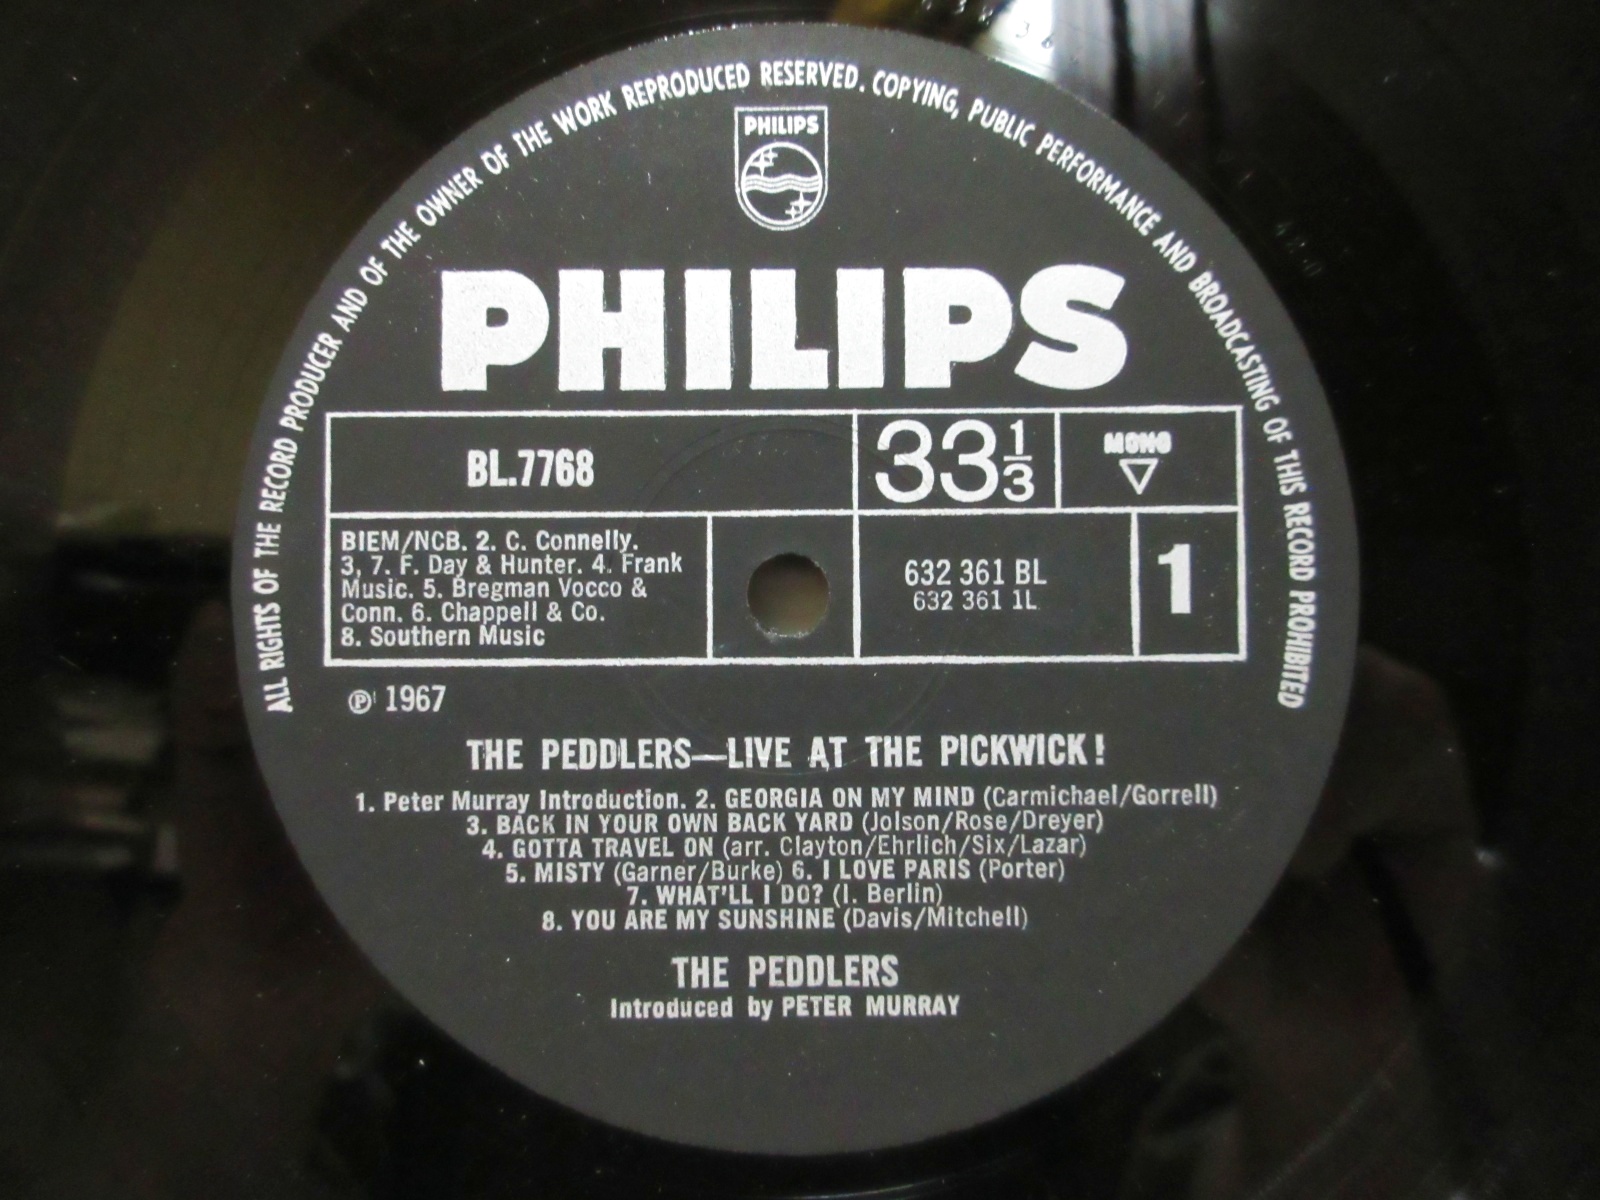 ALL RIGHTS OF THE RECORD PRODUCER AND OF THE OWNER OF THE WORK REPRODUCED RESERVED. COPYING, PUBLIC PERFORMANCE AND BROADCASTING OF THIS RECORD PROHIBITED
PHILIPS
PHILIPS
BL.7768
33 1/3
MONO
BIEM/NCB. 2. C. Connelly.
3, 7. F. Day & Hunter. 4. Frank
Music. 5. Bregman Vocco &
Conn. 6. Chappell & Co.
8. Southern Music
632 361 BL
632 361 1L
1
℗ 1967
THE PEDDLERS—LIVE AT THE PICKWICK!
1. Peter Murray Introduction. 2. GEORGIA ON MY MIND (Carmichael/Gorrell)
3. BACK IN YOUR OWN BACK YARD (Jolson/Rose/Dreyer)
4. GOTTA TRAVEL ON (arr. Clayton/Ehrlich/Six/Lazar)
5. MISTY (Garner/Burke) 6. I LOVE PARIS (Porter)
7. WHAT'LL I DO? (I. Berlin)
8. YOU ARE MY SUNSHINE (Davis/Mitchell)
THE PEDDLERS
Introduced by PETER MURRAY